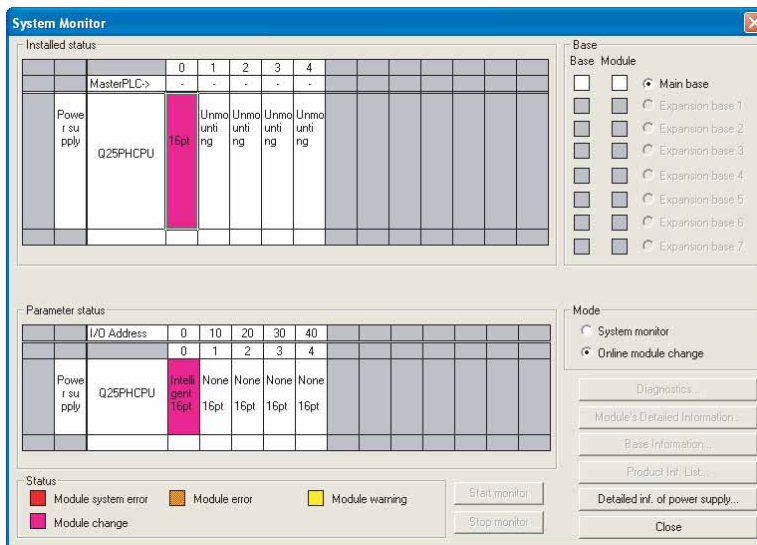 System Monitor
Installed status
0 1 2 3 4
MasterPLC-> - - - - -
Powe
r su
pply
Q25PHCPU
16pt
Unmo
unti
ng
Unmo
unti
ng
Unmo
unti
ng
Unmo
unti
ng
Base
Base Module
Main base
Expansion base 1
Expansion base 2
Expansion base 3
Expansion base 4
Expansion base 5
Expansion base 6
Expansion base 7
Parameter status
I/O Address 0 10 20 30 40
0 1 2 3 4
Powe
r su
pply
Q25PHCPU
Intelli
gent
16pt
None
16pt
None
16pt
None
16pt
None
16pt
Mode
System monitor
Online module change
Diagnostics...
Module's Detailed Information...
Base Information...
Product Inf. List...
Detailed inf. of power supply...
Close
Status
Module system error
Module error
Module warning
Module change
Start monitor
Stop monitor